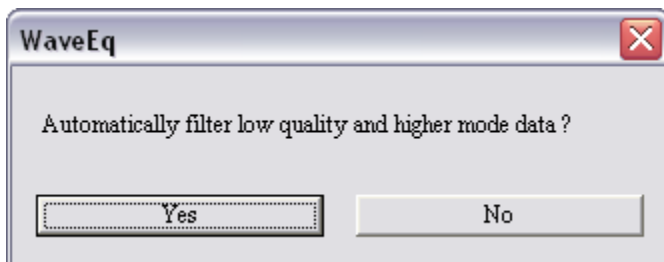 WaveEq
Automatically filter low quality and higher mode data ?
Yes
No